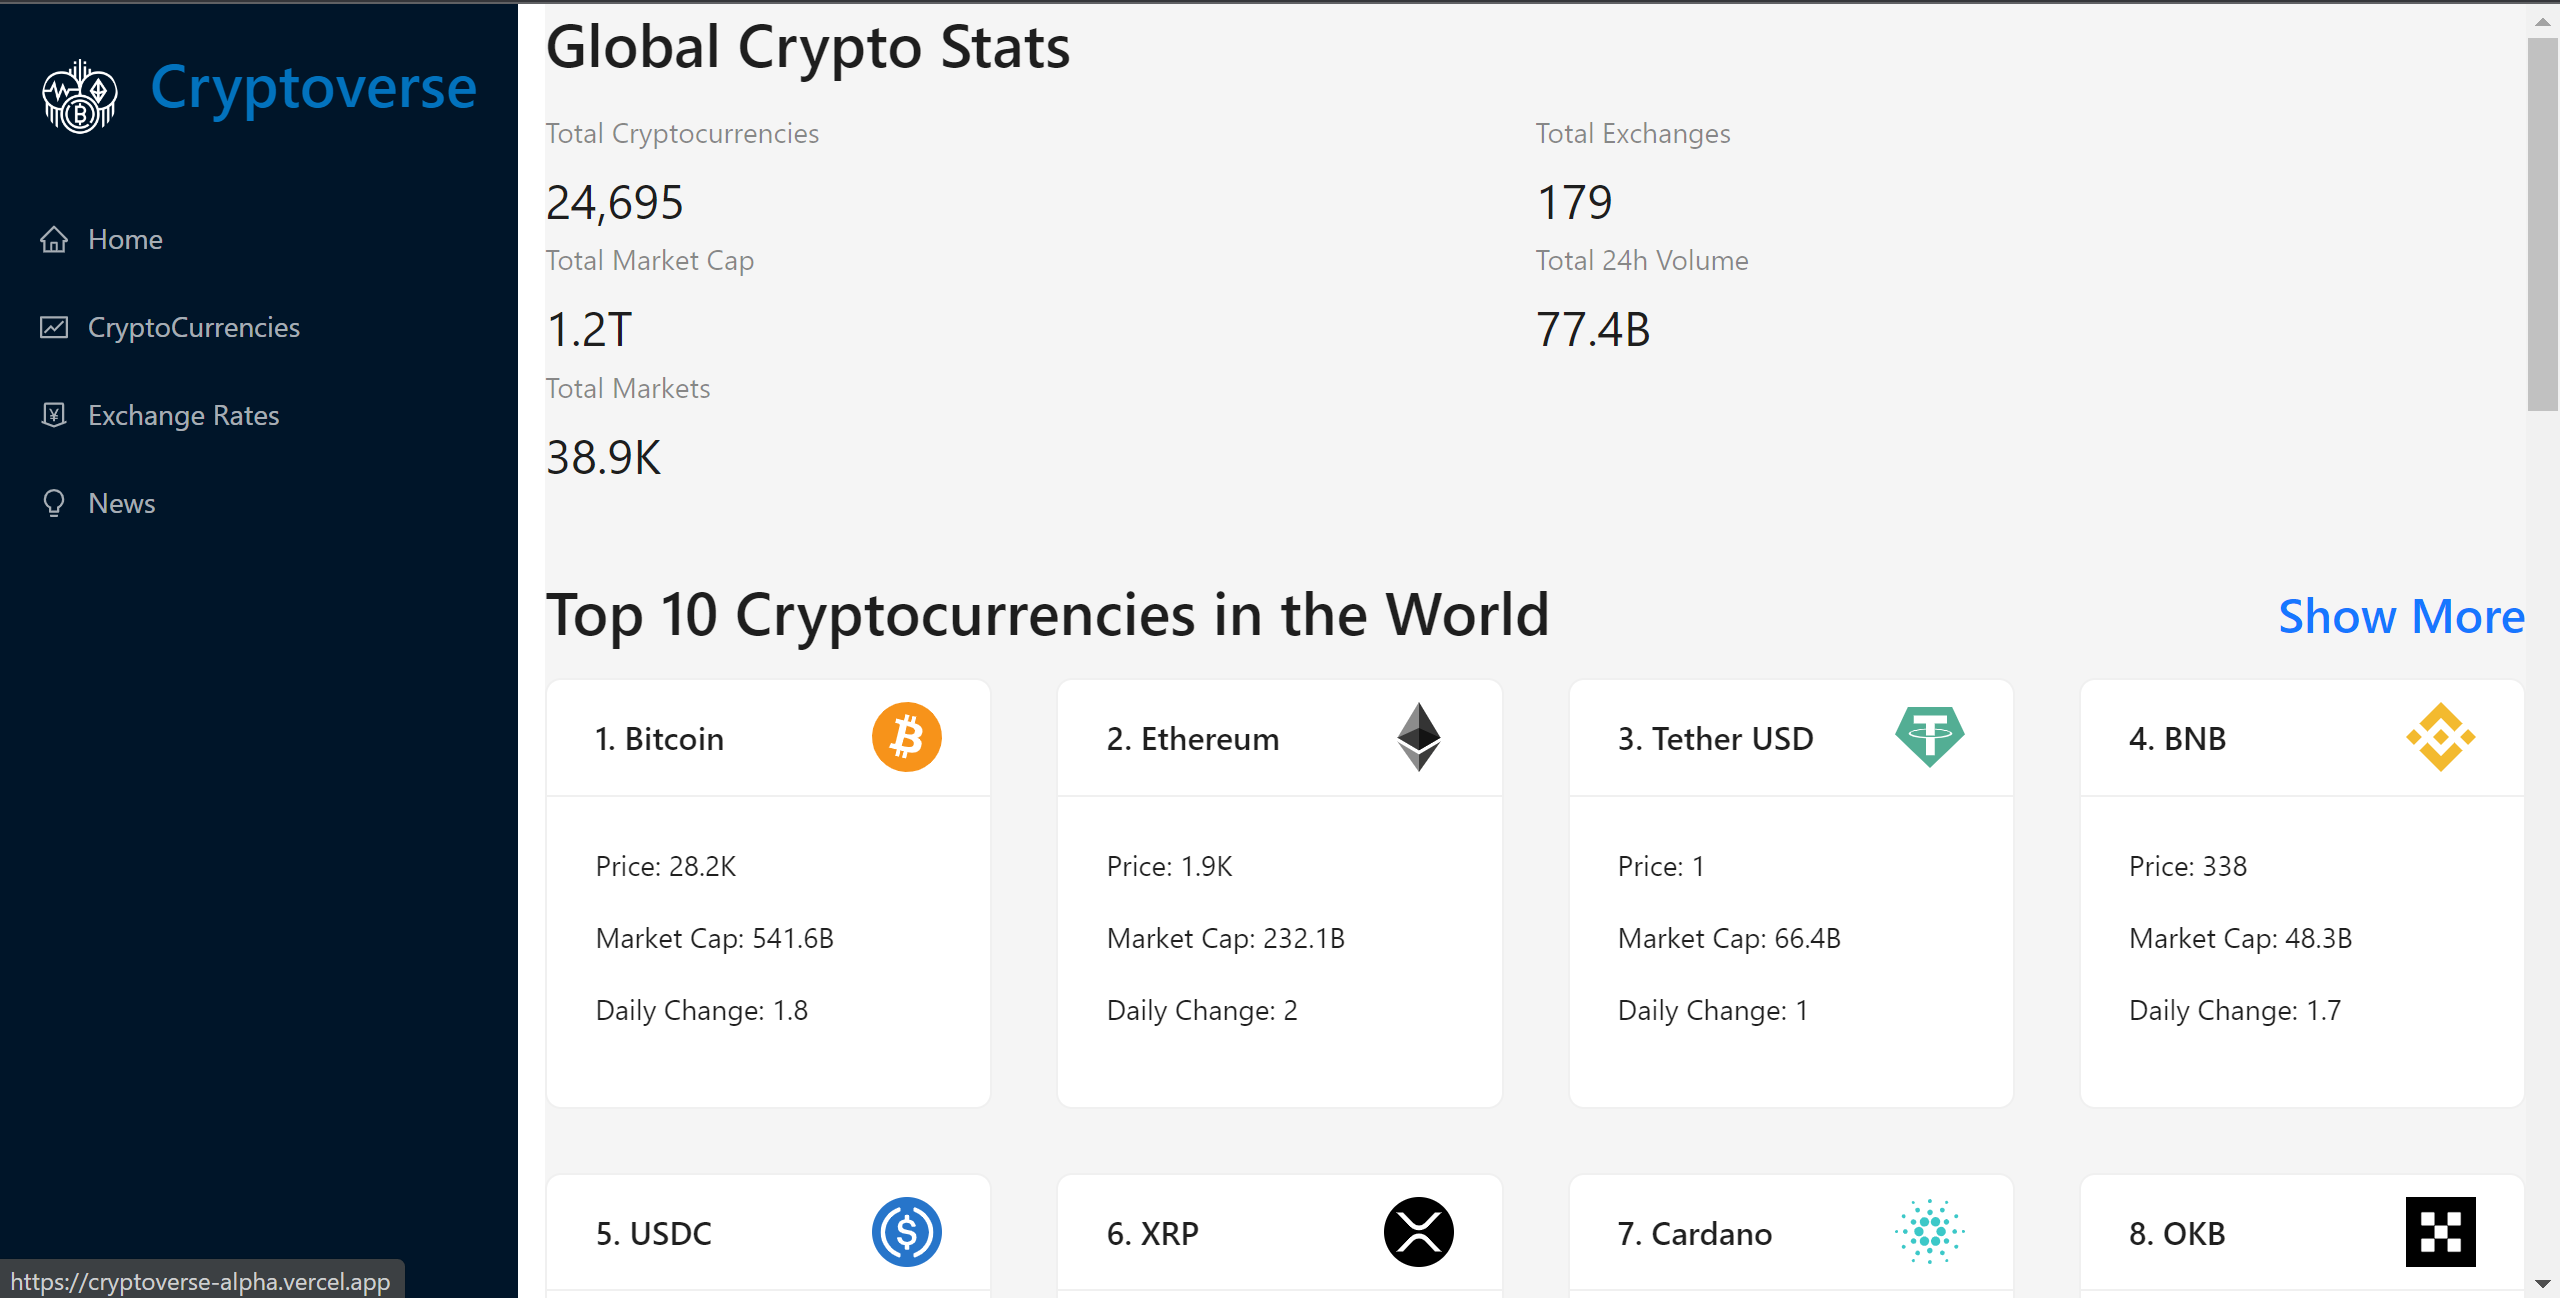 Cryptoverse
Home
CryptoCurrencies
Exchange Rates
News
Global Crypto Stats
Total Cryptocurrencies
24,695
Total Exchanges
179
Total Market Cap
1.2T
Total 24h Volume
77.4B
Total Markets
38.9K
Top 10 Cryptocurrencies in the World
Show More
1. Bitcoin
Price: 28.2K
Market Cap: 541.6B
Daily Change: 1.8
2. Ethereum
Price: 1.9K
Market Cap: 232.1B
Daily Change: 2
3. Tether USD
Price: 1
Market Cap: 66.4B
Daily Change: 1
4. BNB
Price: 338
Market Cap: 48.3B
Daily Change: 1.7
5. USDC
6. XRP
7. Cardano
8. OKB
https://cryptoverse-alpha.vercel.app